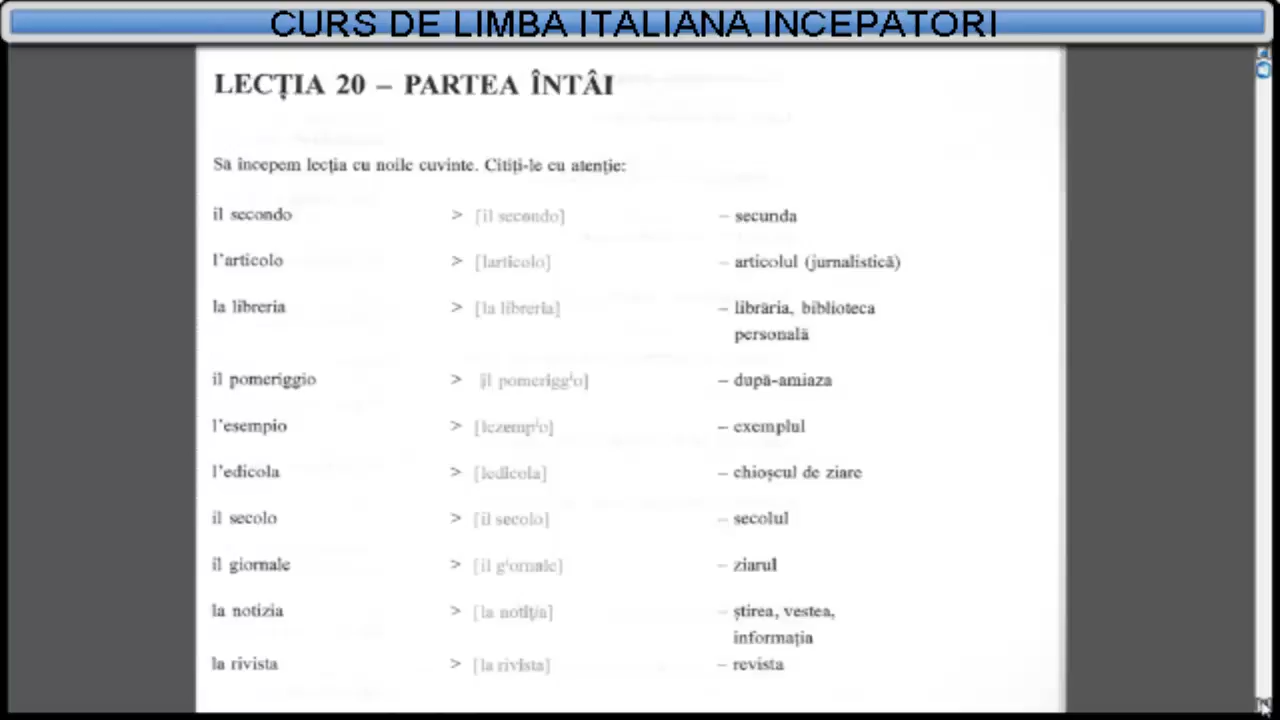 CURS DE LIMBA ITALIANA INCEPATORI
LECȚIA 20 – PARTEA ÎNTÂI
Să începem lecția cu noile cuvinte. Citiți-le cu atenție:
il secondo > [il secondo] – secunda
l'articolo > [larticolo] – articolul (jurnalistică)
la libreria > [la libreria] – librăria, biblioteca
personală
il pomeriggio > [il pomeriggⁱo] – după-amiaza
l'esempio > [lezempⁱo] – exemplul
l'edicola > [ledicola] – chioșcul de ziare
il secolo > [il secolo] – secolul
il giornale > [il gⁱornale] – ziarul
la notizia > [la notiția] – știrea, vestea,
informația
la rivista > [la rivista] – revista